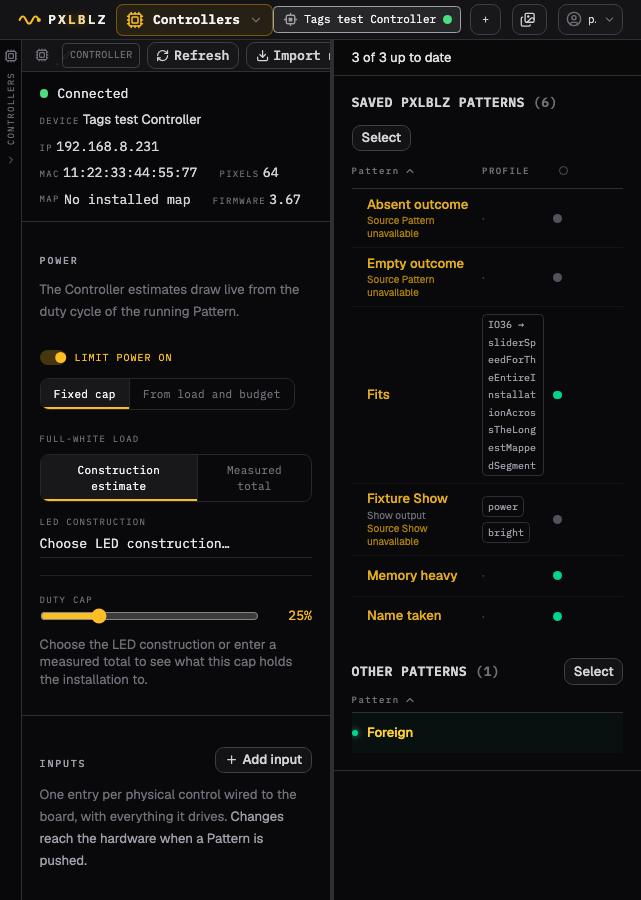 PXLBLZ
Controllers
Tags test Controller
+
p.
CONTROLLERS
CONTROLLER
Refresh
Import
Connected
DEVICE Tags test Controller
IP 192.168.8.231
MAC 11:22:33:44:55:77 PIXELS 64
MAP No installed map FIRMWARE 3.67
POWER
The Controller estimates draw live from the
duty cycle of the running Pattern.
LIMIT POWER ON
Fixed cap From load and budget
FULL-WHITE LOAD
Construction
estimate
Measured
total
LED CONSTRUCTION
Choose LED construction…
DUTY CAP
25%
Choose the LED construction or enter a
measured total to see what this cap holds
the installation to.
INPUTS
+ Add input
One entry per physical control wired to the
board, with everything it drives. Changes
reach the hardware when a Pattern is
pushed.
3 of 3 up to date
SAVED PXLBLZ PATTERNS (6)
Select
Pattern PROFILE
Absent outcome
Source Pattern
unavailable
Empty outcome
Source Pattern
unavailable
Fits
IO36 →
sliderSp
eedForTh
eEntireI
nstallat
ionAcros
sTheLong
estMappe
dSegment
Fixture Show
Show output
Source Show
unavailable
power
bright
Memory heavy
Name taken
OTHER PATTERNS (1)
Select
Pattern
Foreign